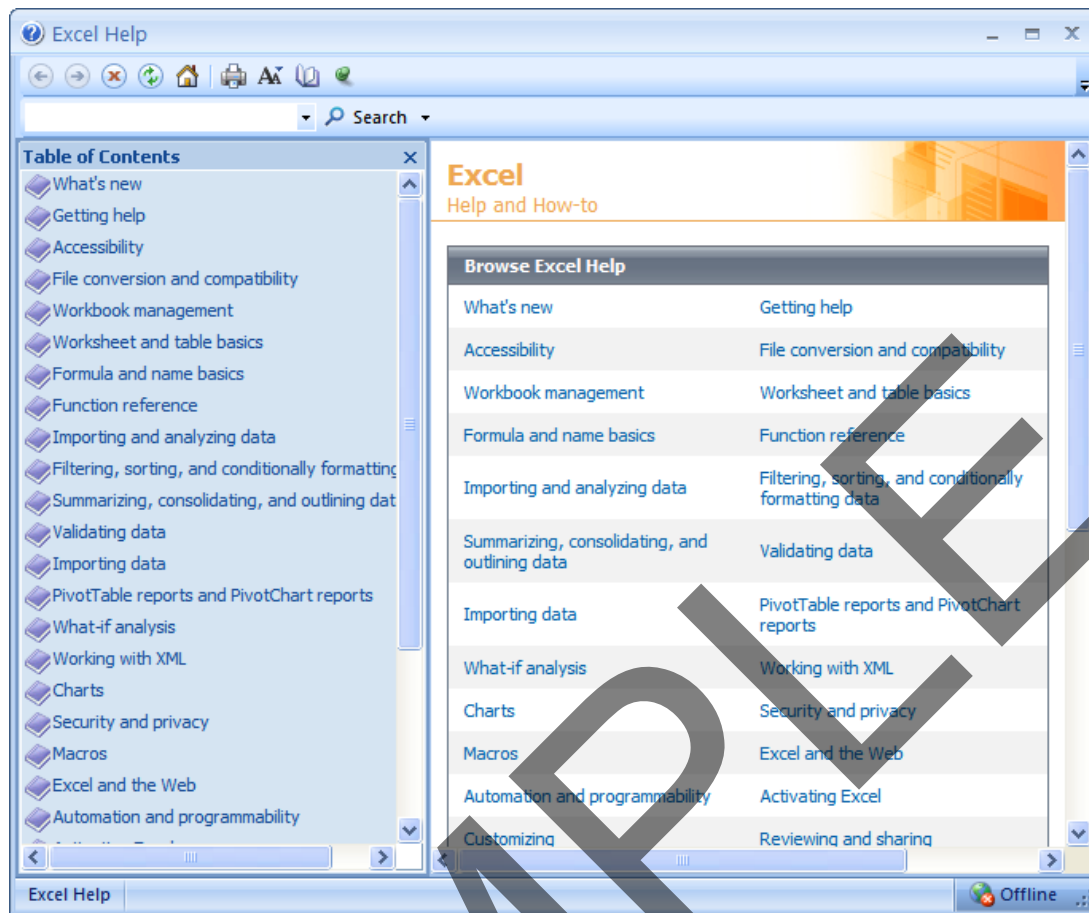 Excel Help
Search
Table of Contents
What's new
Getting help
Accessibility
File conversion and compatibility
Workbook management
Worksheet and table basics
Formula and name basics
Function reference
Importing and analyzing data
Filtering, sorting, and conditionally formatting
Summarizing, consolidating, and outlining dat
Validating data
Importing data
PivotTable reports and PivotChart reports
What-if analysis
Working with XML
Charts
Security and privacy
Macros
Excel and the Web
Automation and programmability
Excel
Help and How-to
Browse Excel Help
What's new
Getting help
Accessibility
File conversion and compatibility
Workbook management
Worksheet and table basics
Formula and name basics
Function reference
Importing and analyzing data
Filtering, sorting, and conditionally
formatting data
Summarizing, consolidating, and
outlining data
Validating data
Importing data
PivotTable reports and PivotChart
reports
What-if analysis
Working with XML
Charts
Security and privacy
Macros
Excel and the Web
Automation and programmability
Activating Excel
Customizing
Reviewing and sharing
Excel Help
Offline
MPLE